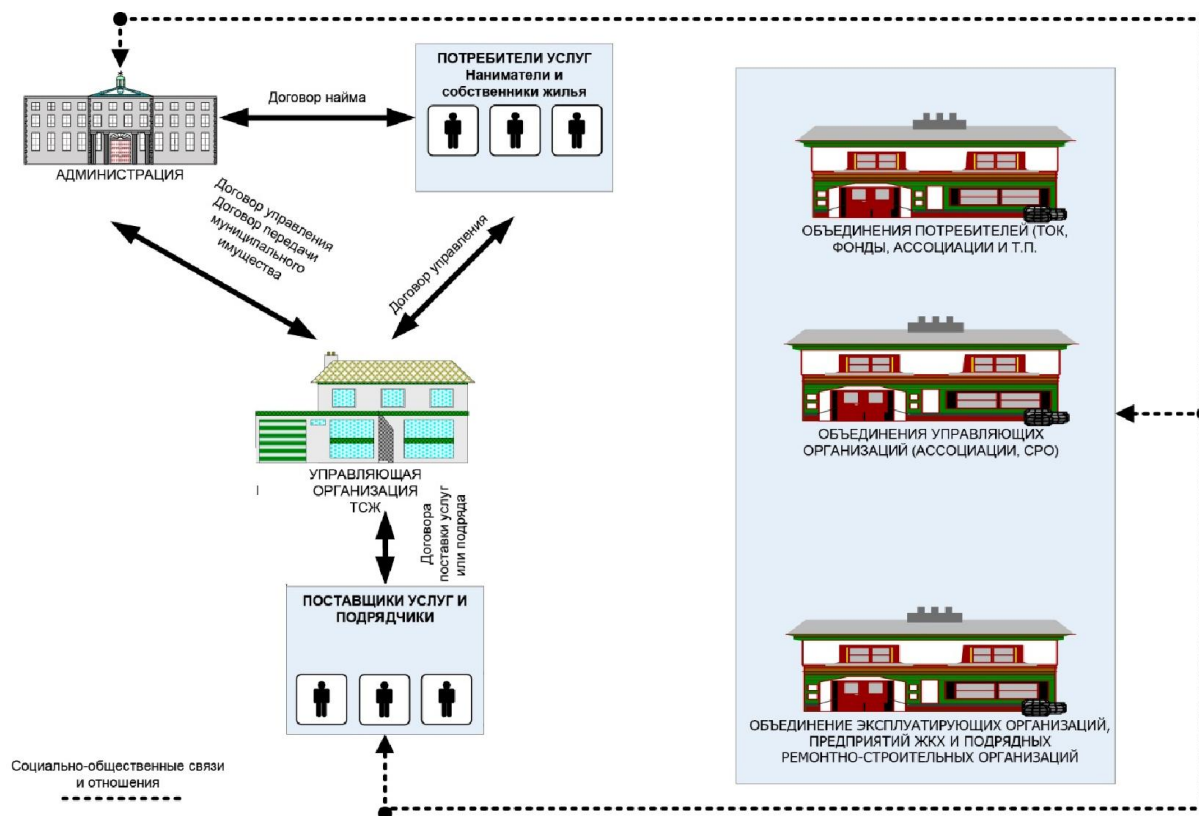 ПОТРЕБИТЕЛИ УСЛУГ
Наниматели и
собственники жилья
Договор найма
АДМИНИСТРАЦИЯ
Договор управления
Договор передачи
муниципального
имущества
Договор управления
УПРАВЛЯЮЩАЯ
ОРГАНИЗАЦИЯ
ТСЖ
Договора
поставки услуг
или подряда
ПОСТАВЩИКИ УСЛУГ И
ПОДРЯДЧИКИ
Социально-общественные связи
и отношения
ОБЪЕДИНЕНИЯ ПОТРЕБИТЕЛЕЙ (ТОК,
ФОНДЫ, АССОЦИАЦИИ И Т.П.
ОБЪЕДИНЕНИЯ УПРАВЛЯЮЩИХ
ОРГАНИЗАЦИЙ (АССОЦИАЦИИ, СРО)
ОБЪЕДИНЕНИЕ ЭКСПЛУАТИРУЮЩИХ ОРГАНИЗАЦИЙ,
ПРЕДПРИЯТИЙ ЖКХ И ПОДРЯДНЫХ
РЕМОНТНО-СТРОИТЕЛЬНЫХ ОРГАНИЗАЦИЙ